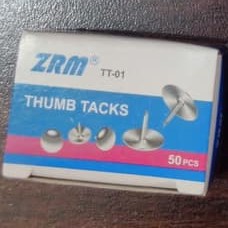 ZRM®
TT-01
THUMB TACKS
50 PCS